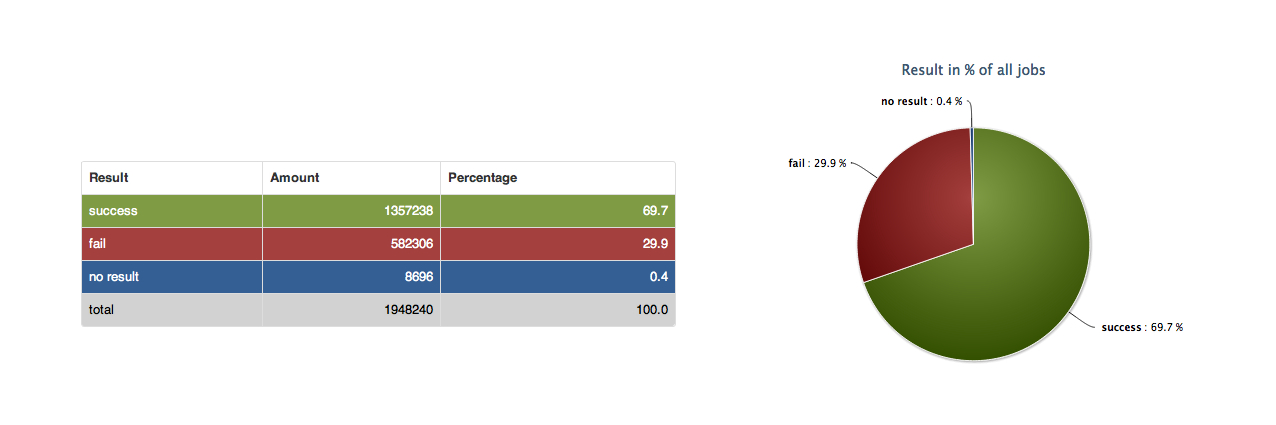 Result Amount Percentage
success 1357238 69.7
fail 582306 29.9
no result 8696 0.4
total 1948240 100.0
Result in % of all jobs
no result : 0.4 %
fail : 29.9 %
success : 69.7 %